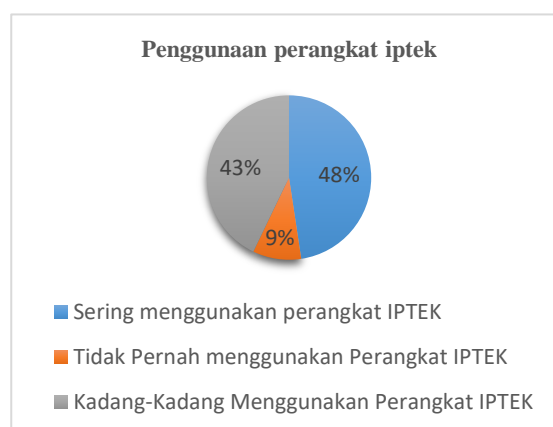 Penggunaan perangkat iptek
43%
48%
9%
Sering menggunakan perangkat IPTEK
Tidak Pernah menggunakan Perangkat IPTEK
Kadang-Kadang Menggunakan Perangkat IPTEK